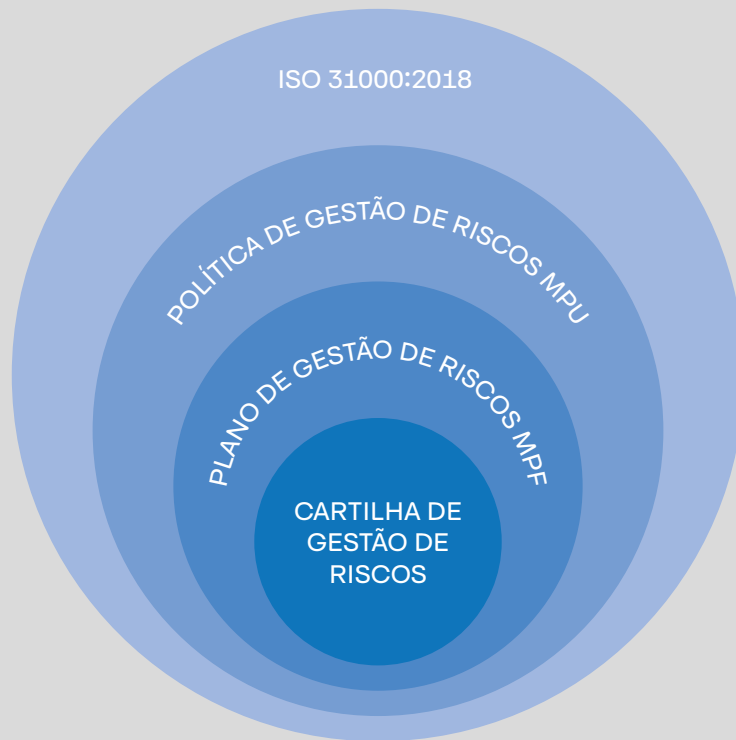 ISO 31000:2018
POLÍTICA DE GESTÃO DE RISCOS MPU
PLANO DE GESTÃO DE RISCOS MPF
CARTILHA DE
GESTÃO DE
RISCOS